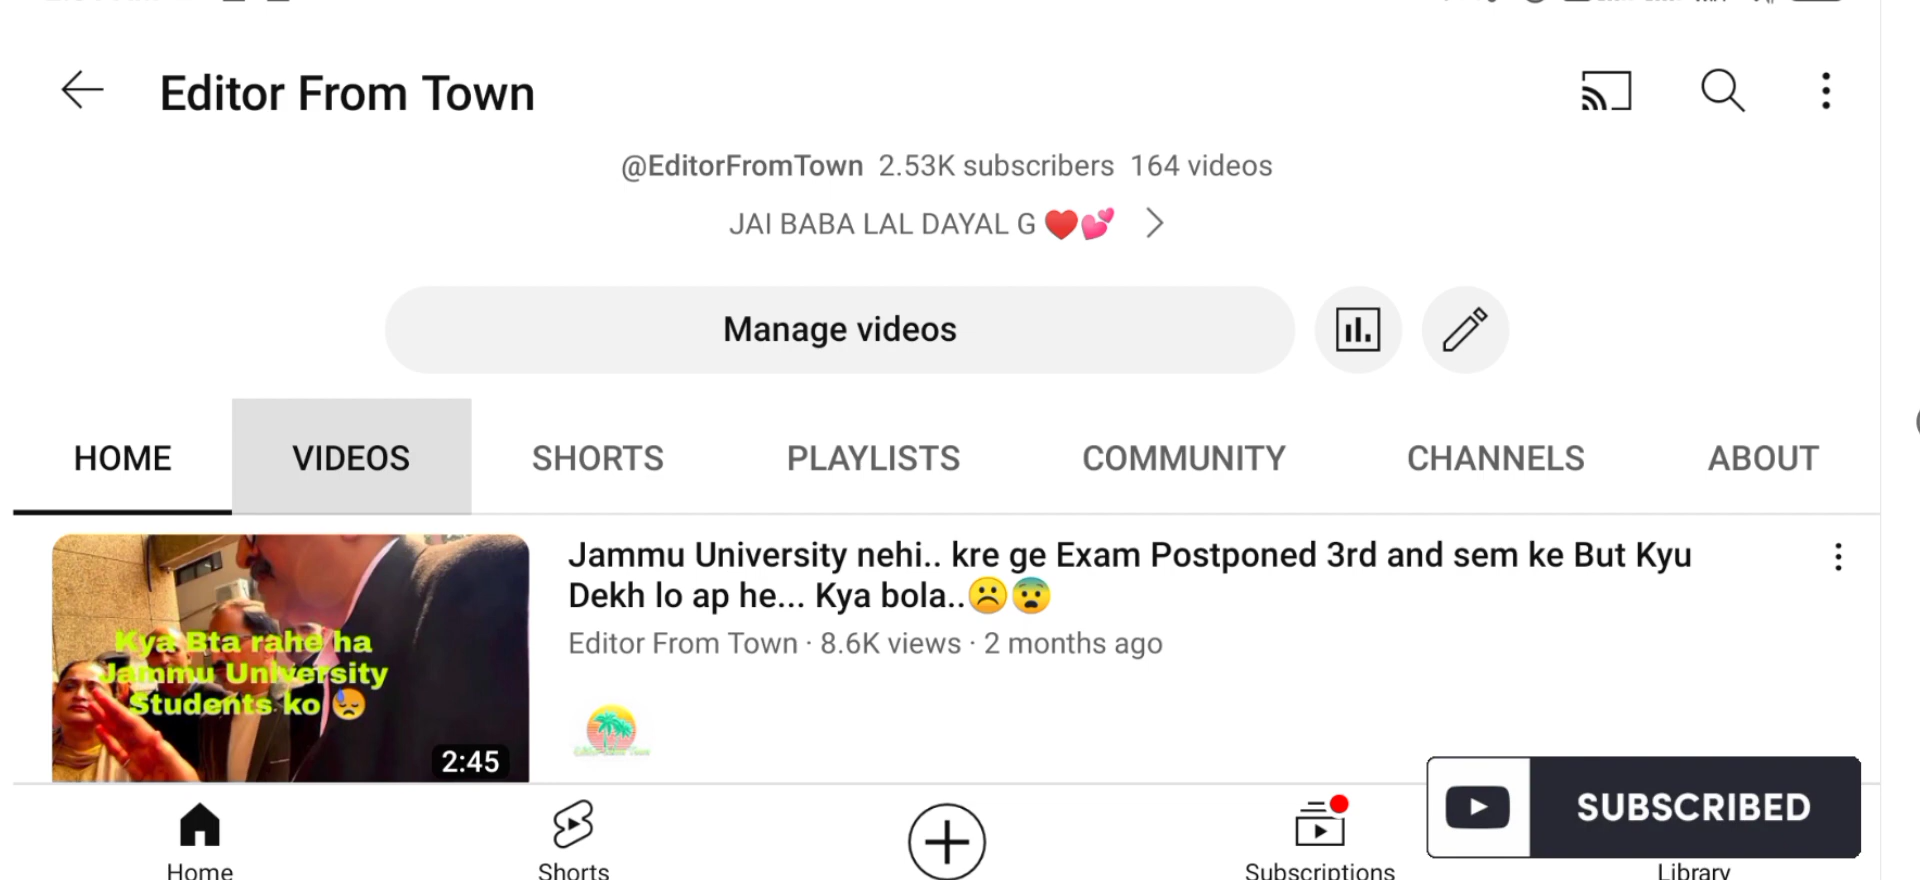 Editor From Town
@EditorFromTown 2.53K subscribers 164 videos
JAI BABA LAL DAYAL G ❤️💕
Manage videos
HOME VIDEOS SHORTS PLAYLISTS COMMUNITY CHANNELS ABOUT
Jammu University nehi.. kre ge Exam Postponed 3rd and sem ke But Kyu
Dekh lo ap he... Kya bola..☹️😨
Editor From Town · 8.6K views · 2 months ago
Kya Bta rahe ha
Jammu University
Students ko 😓
2:45
SUBSCRIBED
Home Shorts Subscriptions Library